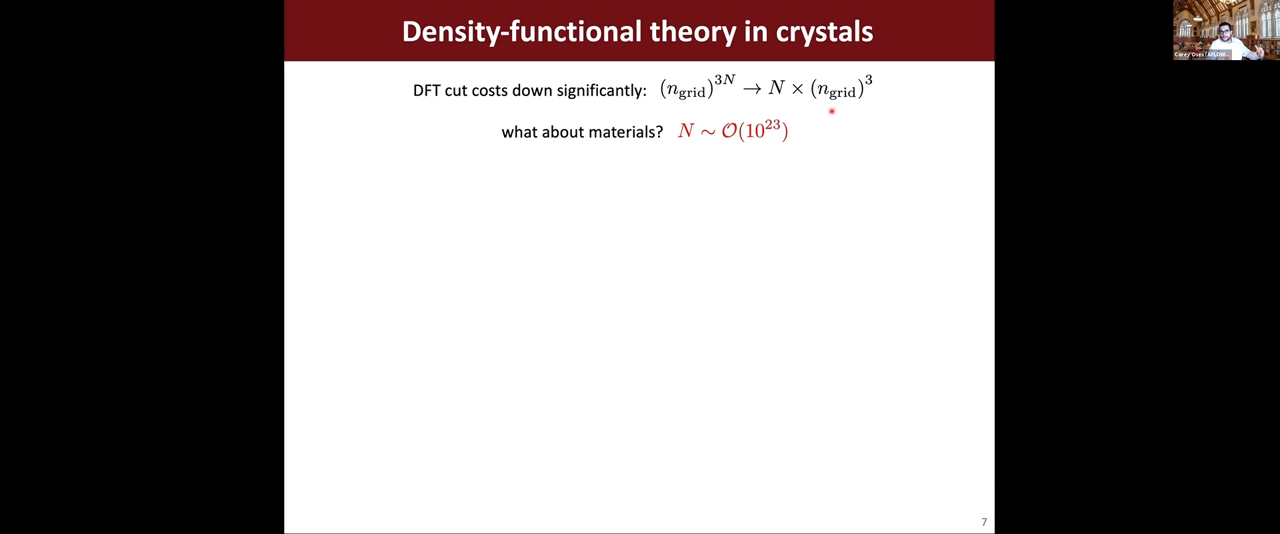 Density-functional theory in crystals
DFT cut costs down significantly: (n_grid)^{3N} → N × (n_grid)^3
what about materials? N ∼ 𝒪(10^{23})
7